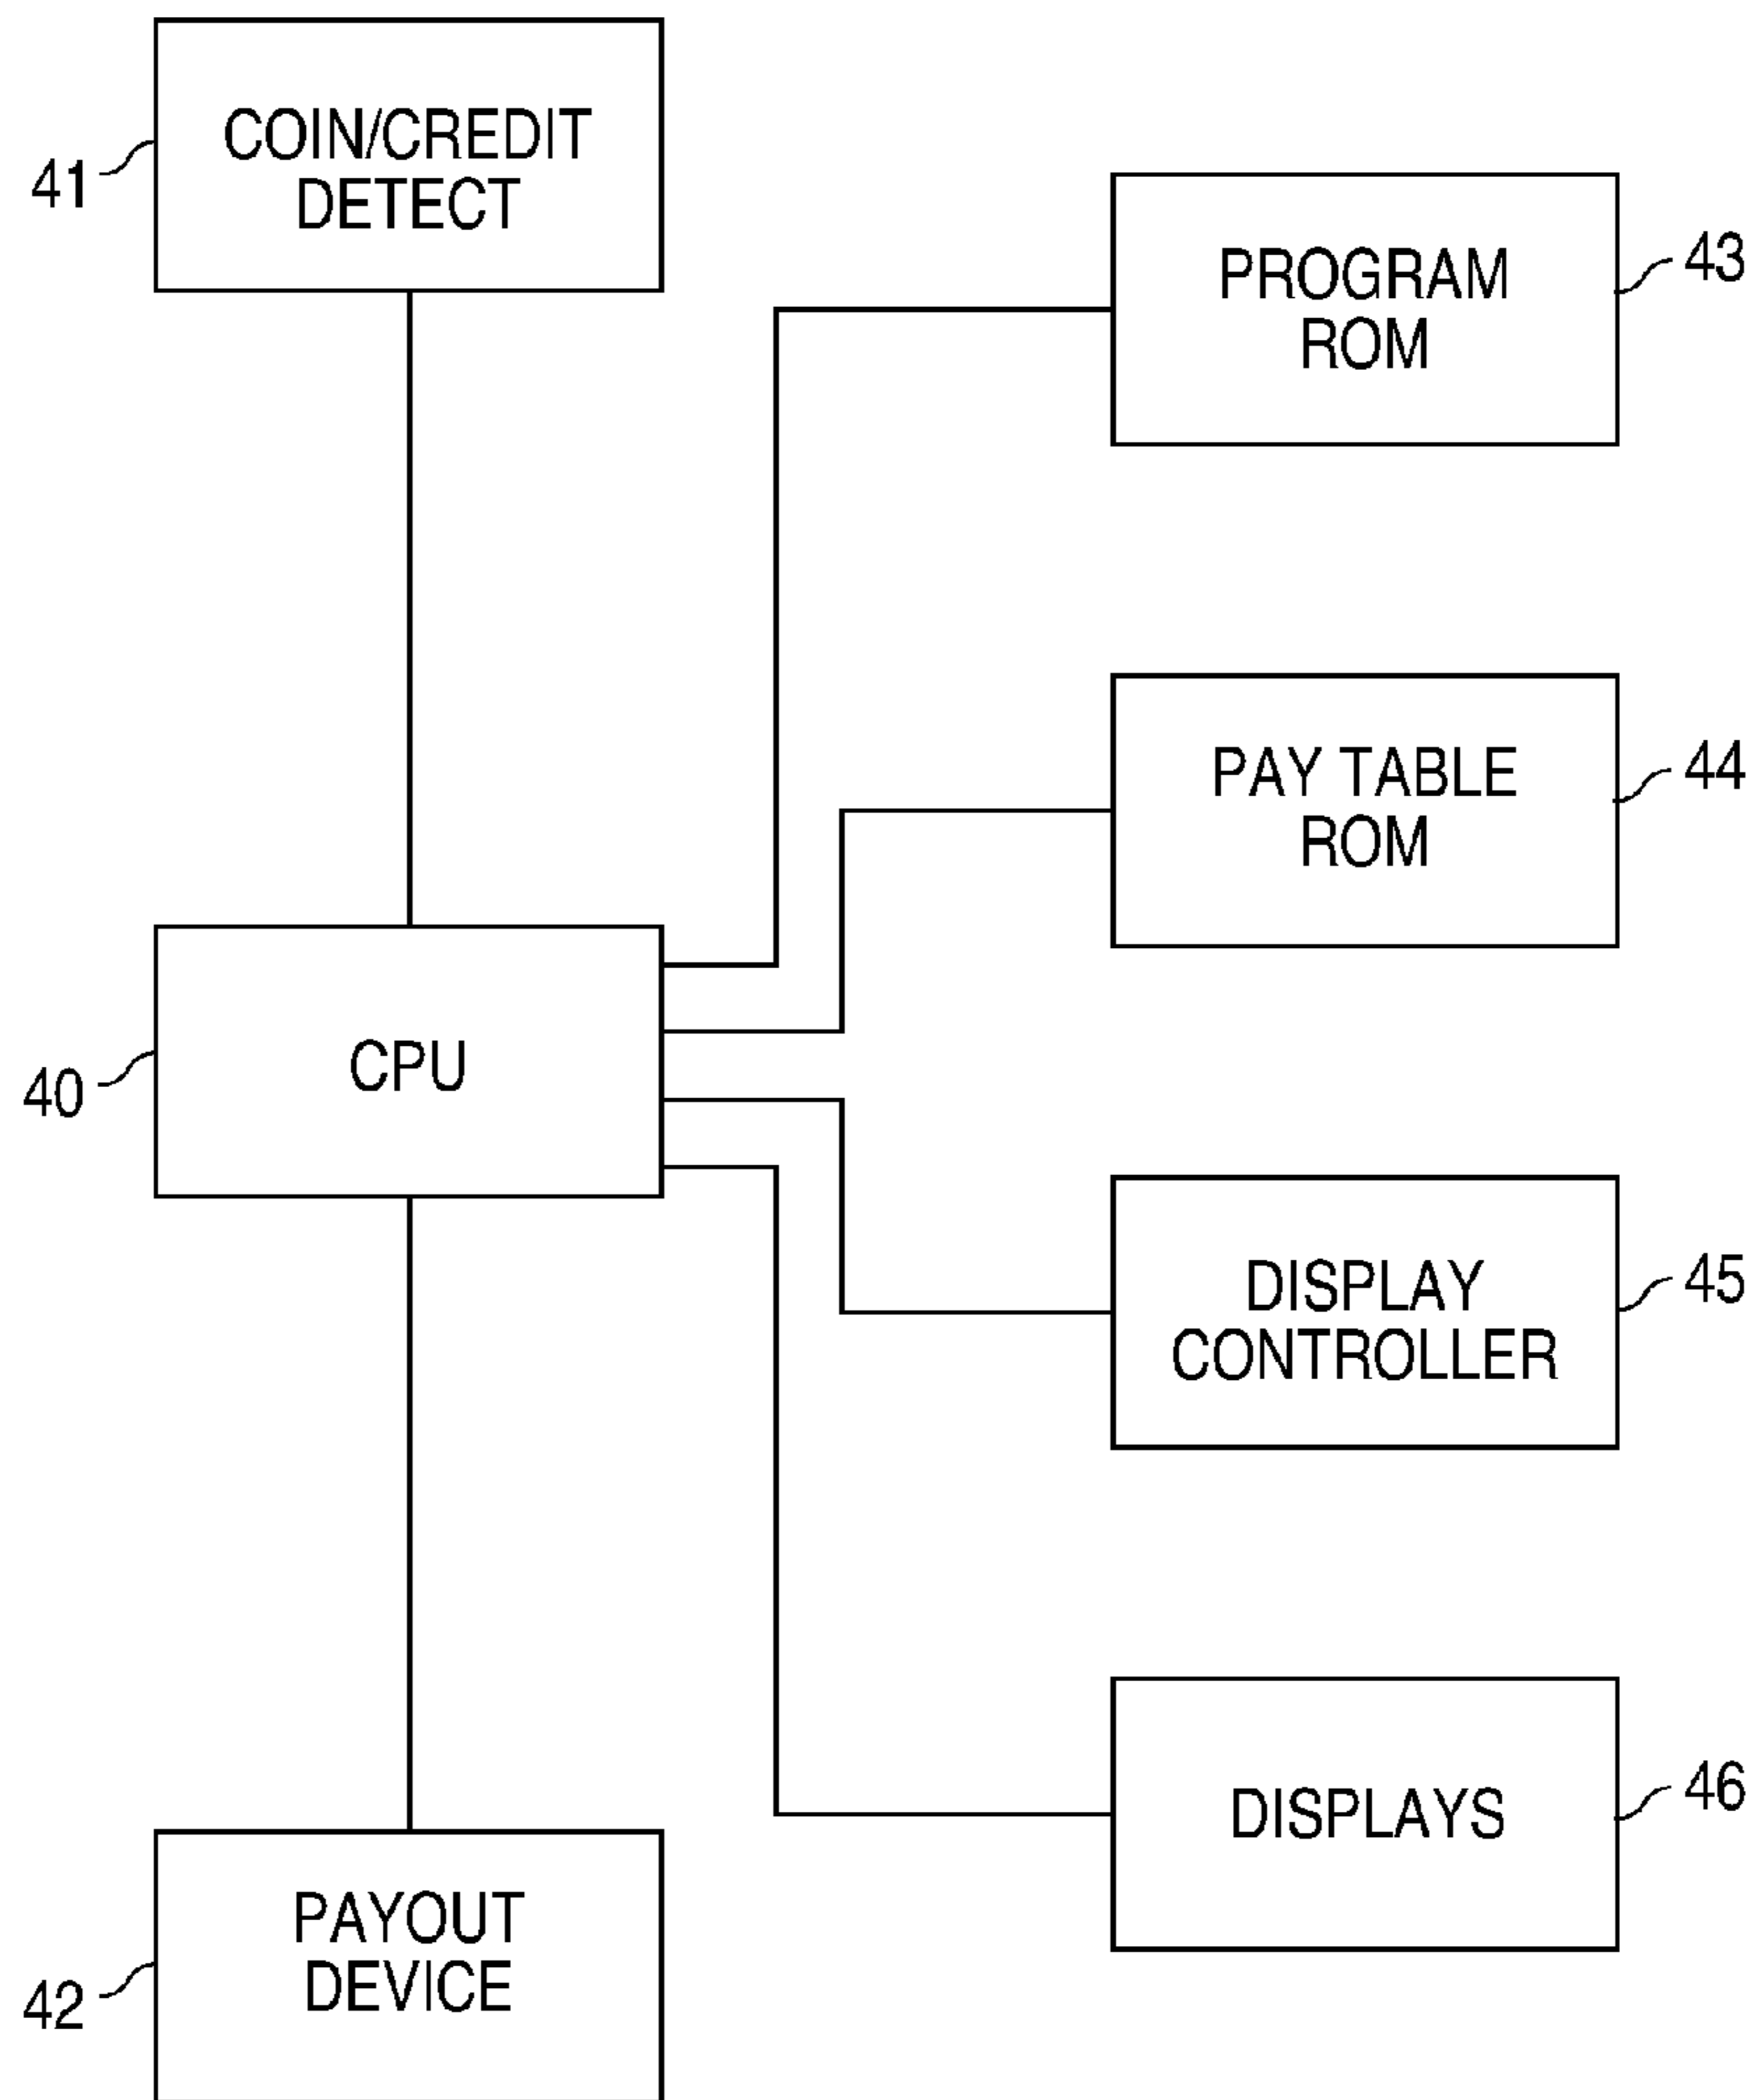 COIN/CREDIT
DETECT
41
PROGRAM
ROM
43
PAY TABLE
ROM
44
CPU
40
DISPLAY
CONTROLLER
45
DISPLAYS
46
PAYOUT
DEVICE
42